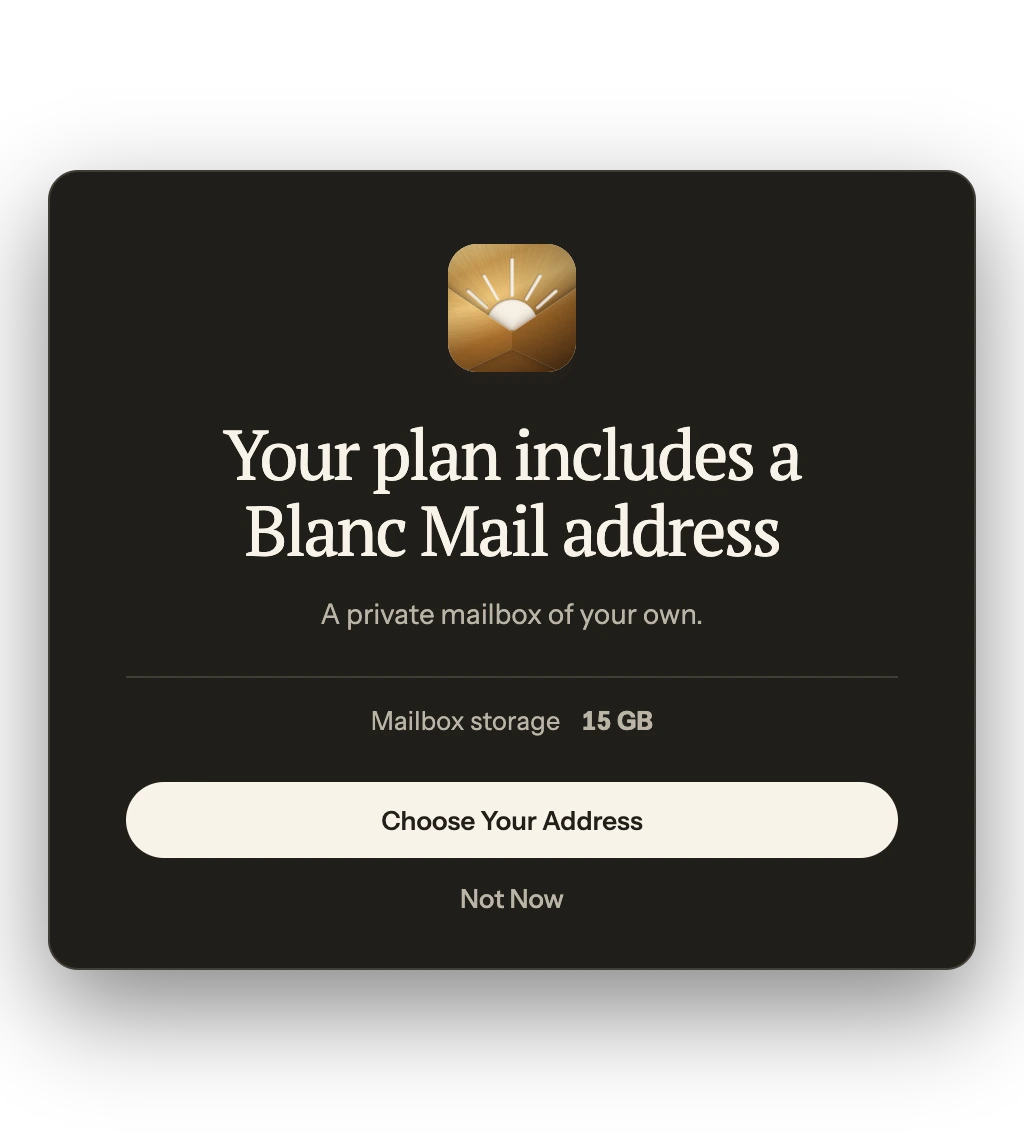 Your plan includes a
Blanc Mail address
A private mailbox of your own.
Mailbox storage 15 GB
Choose Your Address
Not Now